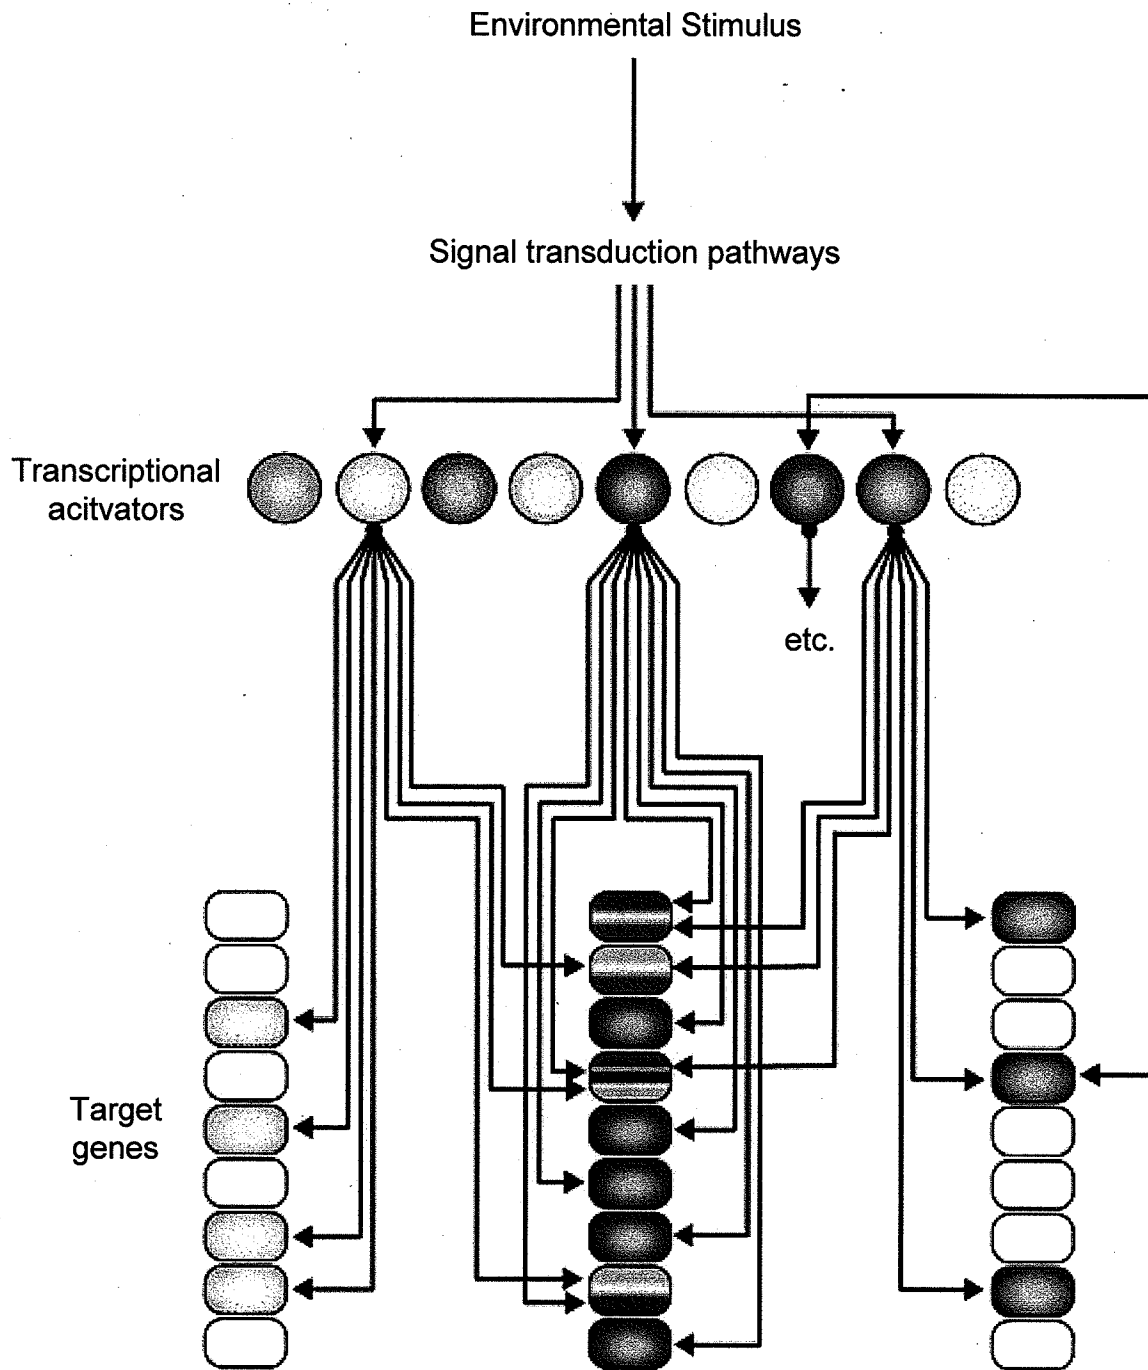 Environmental Stimulus
Signal transduction pathways
Transcriptional
acitvators
etc.
Target
genes